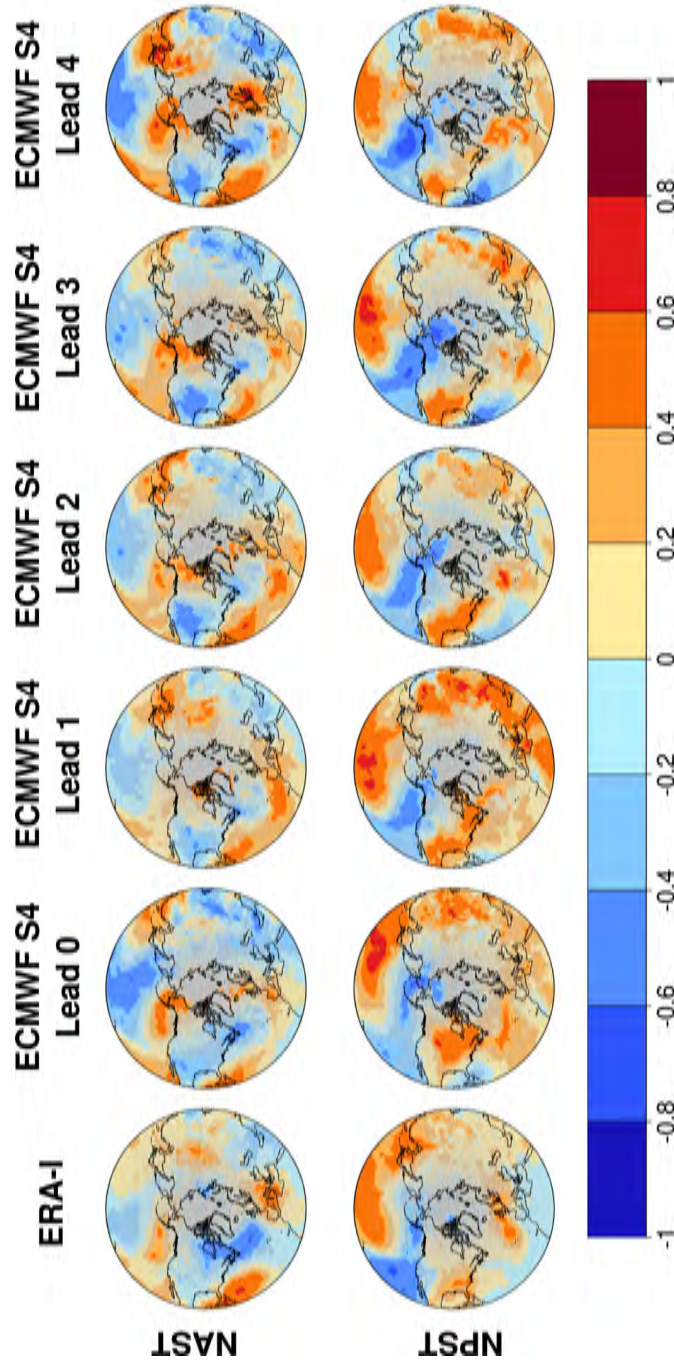 ERA-I
ECMWF S4
Lead 0
ECMWF S4
Lead 1
ECMWF S4
Lead 2
ECMWF S4
Lead 3
ECMWF S4
Lead 4
NAST
NPST
-1 -0.8 -0.6 -0.4 -0.2 0 0.2 0.4 0.6 0.8 1